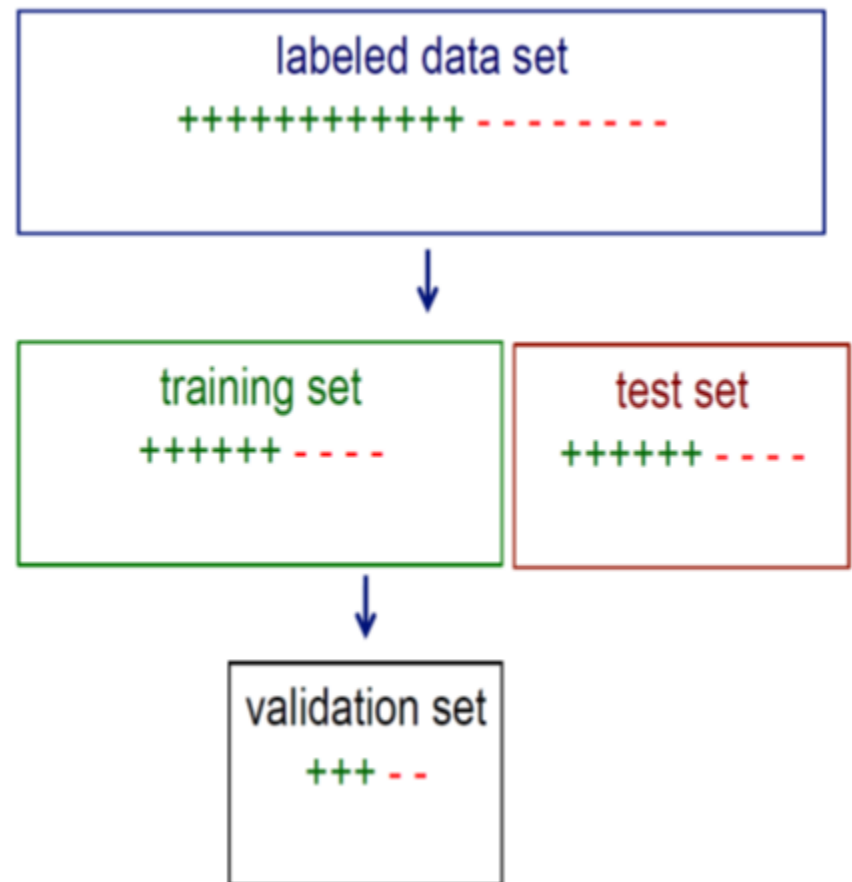 labeled data set
++++++++++++ - - - - - - - -
training set
++++++ - - - -
test set
++++++ - - - -
validation set
+++ - -